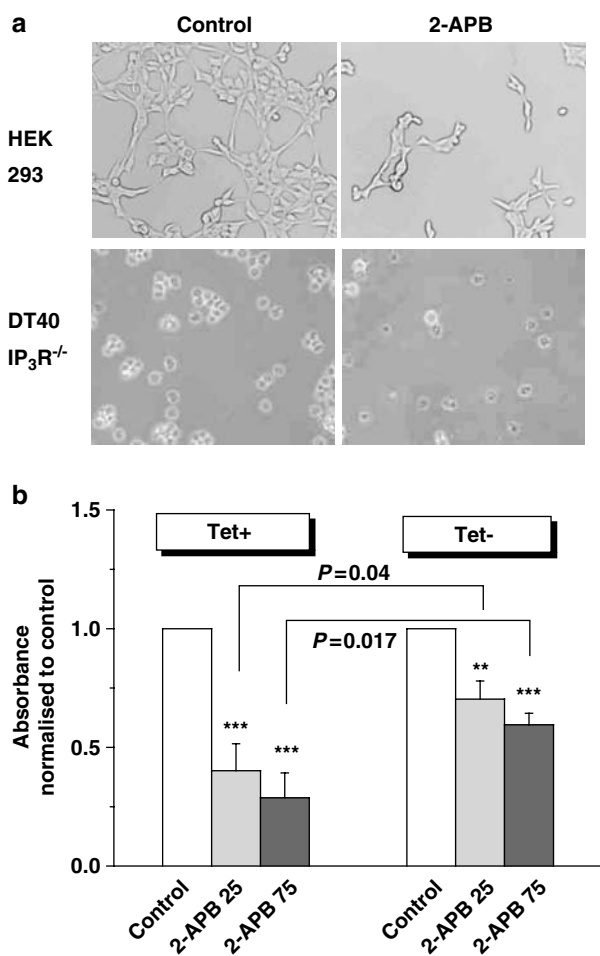 a
Control 2-APB
HEK
293
DT40
IP3R-/-
b
1.5
1.0
0.5
0.0
Absorbance
normalised to control
Tet+ Tet-
P=0.04
P=0.017
*** *** ** ***
Control 2-APB 25 2-APB 75 Control 2-APB 25 2-APB 75